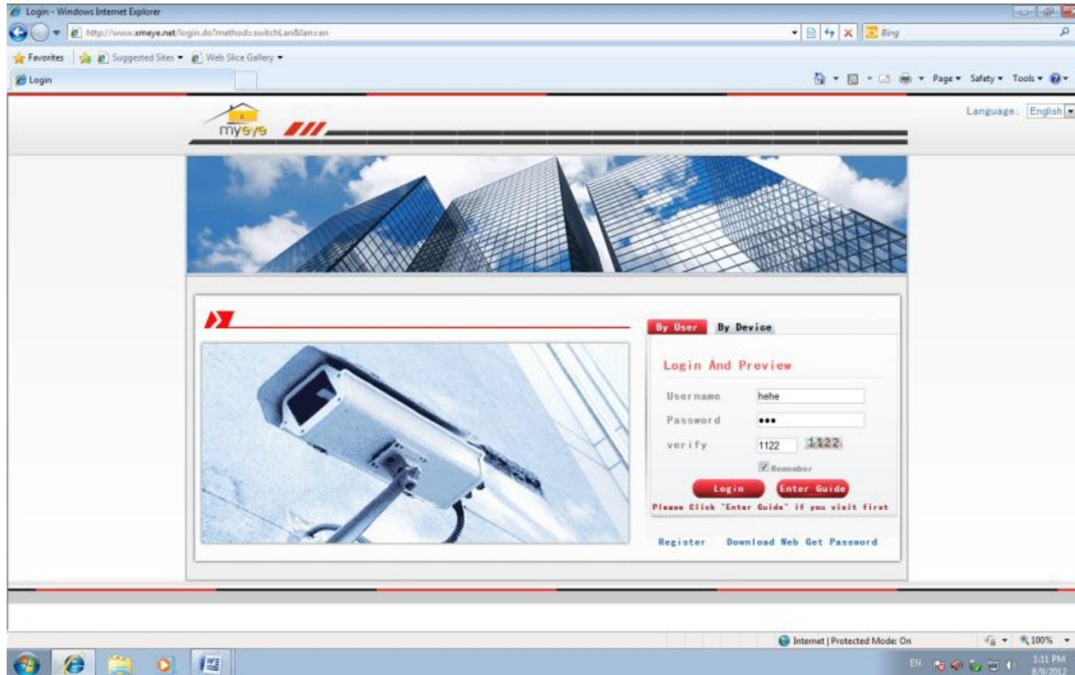 Login - Windows Internet Explorer
http://www.xmeye.net/login.do?method=switchLan&lan=en
Bing
Favorites Suggested Sites Web Slice Gallery
Login
Page Safety Tools
Language: English
myeye
By User By Device
Login And Preview
Username hehe
Password •••
verify 1122 1122
Remember
Login Enter Guide
Please Click "Enter Guide" if you visit first
Register Download Web Get Password
Internet | Protected Mode: On 100%
EN 1:11 PM
8/9/2012